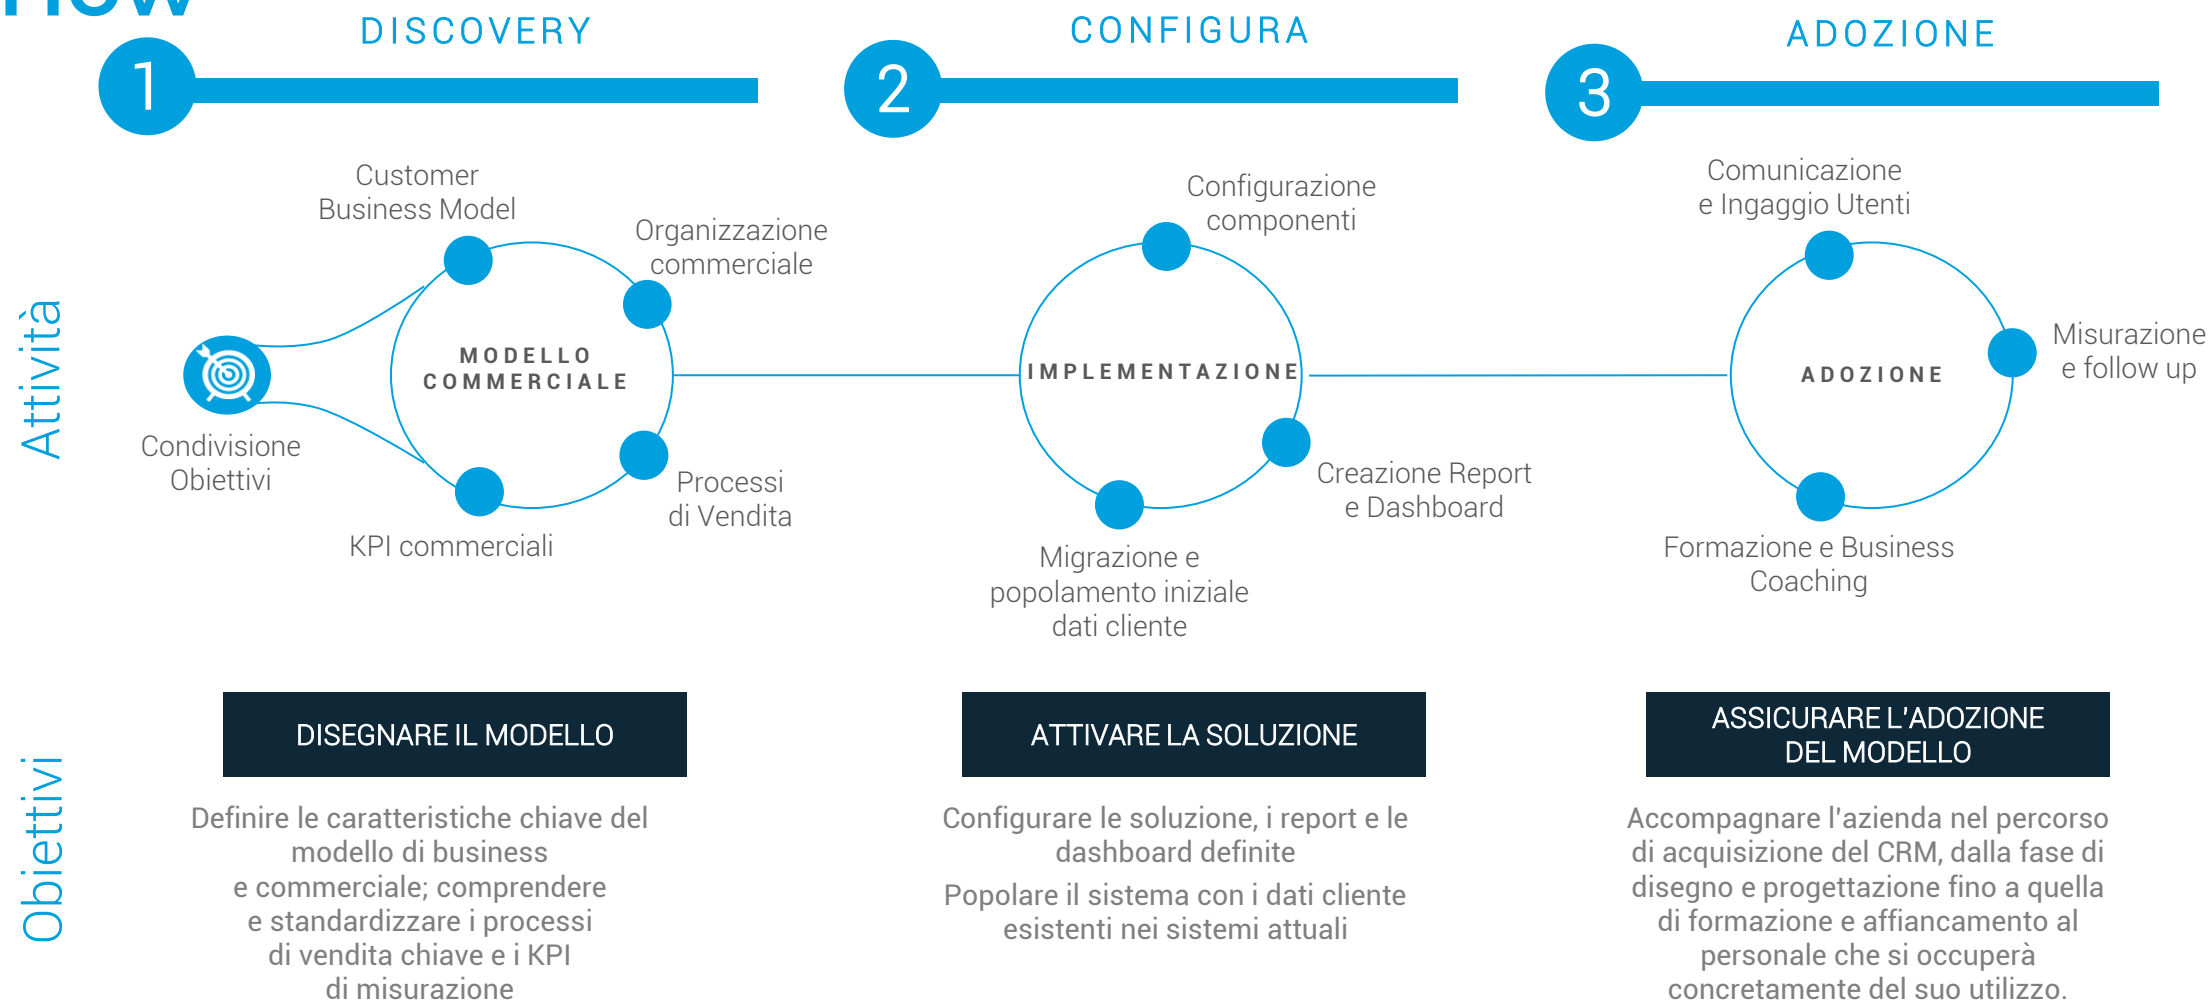 DISCOVERY
1
CONFIGURA
2
ADOZIONE
3
Attività
Customer
Business Model
Organizzazione
commerciale
MODELLO
COMMERCIALE
Condivisione
Obiettivi
Processi
di Vendita
KPI commerciali
Configurazione
componenti
IMPLEMENTAZIONE
Creazione Report
e Dashboard
Migrazione e
popolamento iniziale
dati cliente
Comunicazione
e Ingaggio Utenti
Misurazione
e follow up
ADOZIONE
Formazione e Business
Coaching
Obiettivi
DISEGNARE IL MODELLO
Definire le caratteristiche chiave del
modello di business
e commerciale; comprendere
e standardizzare i processi
di vendita chiave e i KPI
di misurazione
ATTIVARE LA SOLUZIONE
Configurare le soluzione, i report e le
dashboard definite
Popolare il sistema con i dati cliente
esistenti nei sistemi attuali
ASSICURARE L'ADOZIONE
DEL MODELLO
Accompagnare l'azienda nel percorso
di acquisizione del CRM, dalla fase di
disegno e progettazione fino a quella
di formazione e affiancamento al
personale che si occuperà
concretamente del suo utilizzo.